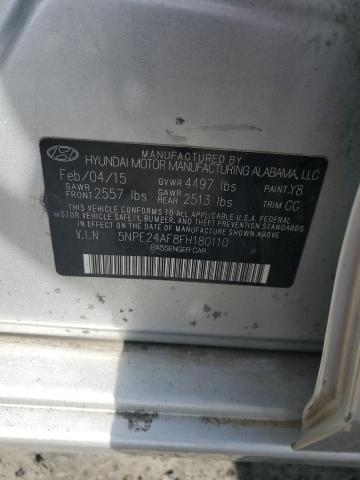 MANUFACTURED BY
HYUNDAI MOTOR MANUFACTURING ALABAMA, LLC
Feb/04/15 GVWR 4497 lbs PAINT Y8
GAWR FRONT 2557 lbs GAWR REAR 2513 lbs TRIM GG
THIS VEHICLE CONFORMS TO ALL APPLICABLE U.S. FEDERAL
MOTOR VEHICLE SAFETY, BUMPER, AND THEFT PREVENTION
STANDARDS IN EFFECT ON THE DATE OF MANUFACTURE SHOWN ABOVE.
V.I.N 5NPE24AF8FH180110
PASSENGER CAR